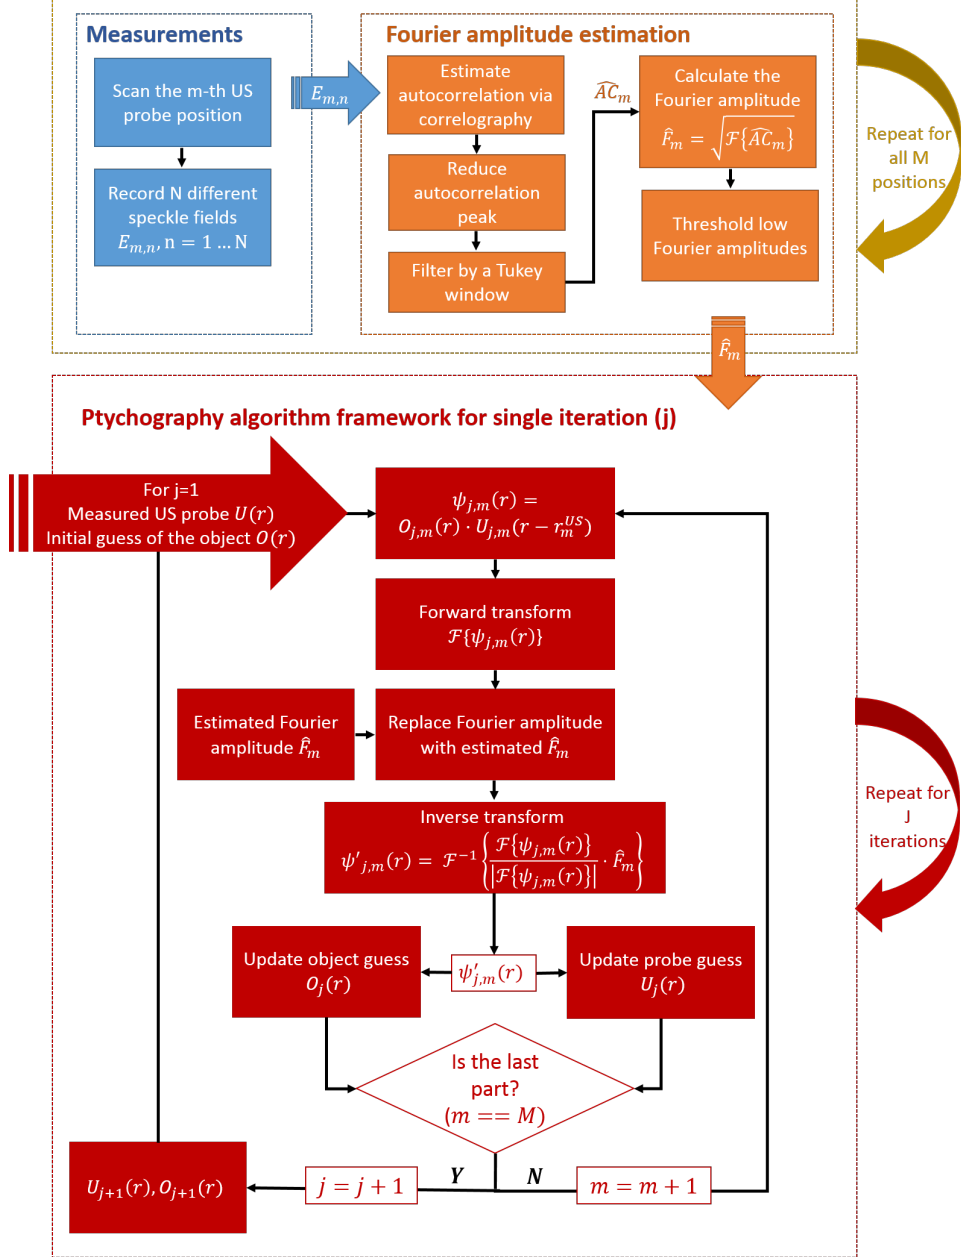 Measurements
Scan the m-th US
probe position
Record N different
speckle fields
E_{m,n}, n = 1 … N
E_{m,n}
Fourier amplitude estimation
Estimate
autocorrelation via
correlography
Reduce
autocorrelation
peak
Filter by a Tukey
window
\widehat{AC}_m
Calculate the
Fourier amplitude
\hat{F}_m = \sqrt{\mathcal{F}\{\widehat{AC}_m\}}
Threshold low
Fourier amplitudes
Repeat for
all M
positions
\hat{F}_m
Ptychography algorithm framework for single iteration (j)
For j=1
Measured US probe U(r)
Initial guess of the object O(r)
ψ_{j,m}(r) =
O_{j,m}(r) · U_{j,m}(r − r_m^{US})
Forward transform
\mathcal{F}{ψ_{j,m}(r)}
Estimated Fourier
amplitude \hat{F}_m
Replace Fourier amplitude
with estimated \hat{F}_m
Inverse transform
ψ'_{j,m}(r) = \mathcal{F}^{-1}\left\{\frac{\mathcal{F}\{ψ_{j,m}(r)\}}{|\mathcal{F}\{ψ_{j,m}(r)\}|} · \hat{F}_m\right\}
Repeat for
J
iterations
Update object guess
O_j(r)
ψ'_{j,m}(r)
Update probe guess
U_j(r)
Is the last
part?
(m == M)
U_{j+1}(r), O_{j+1}(r)
j = j + 1
Y
N
m = m + 1